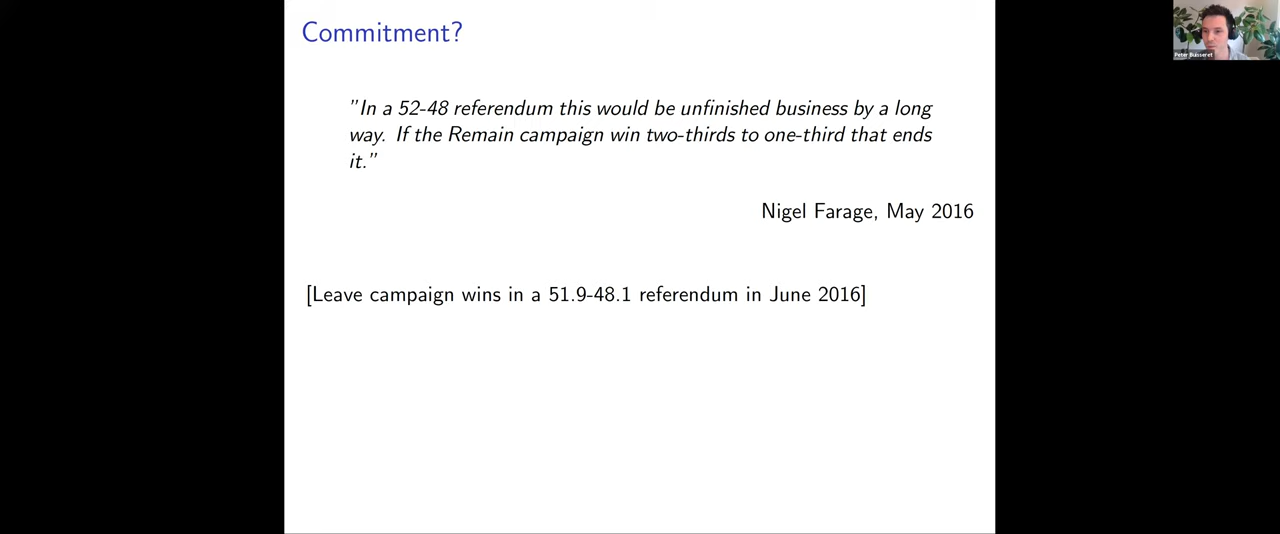 Commitment?
"In a 52-48 referendum this would be unfinished business by a long
way. If the Remain campaign win two-thirds to one-third that ends
it."
Nigel Farage, May 2016
[Leave campaign wins in a 51.9-48.1 referendum in June 2016]
Peter Buisseret